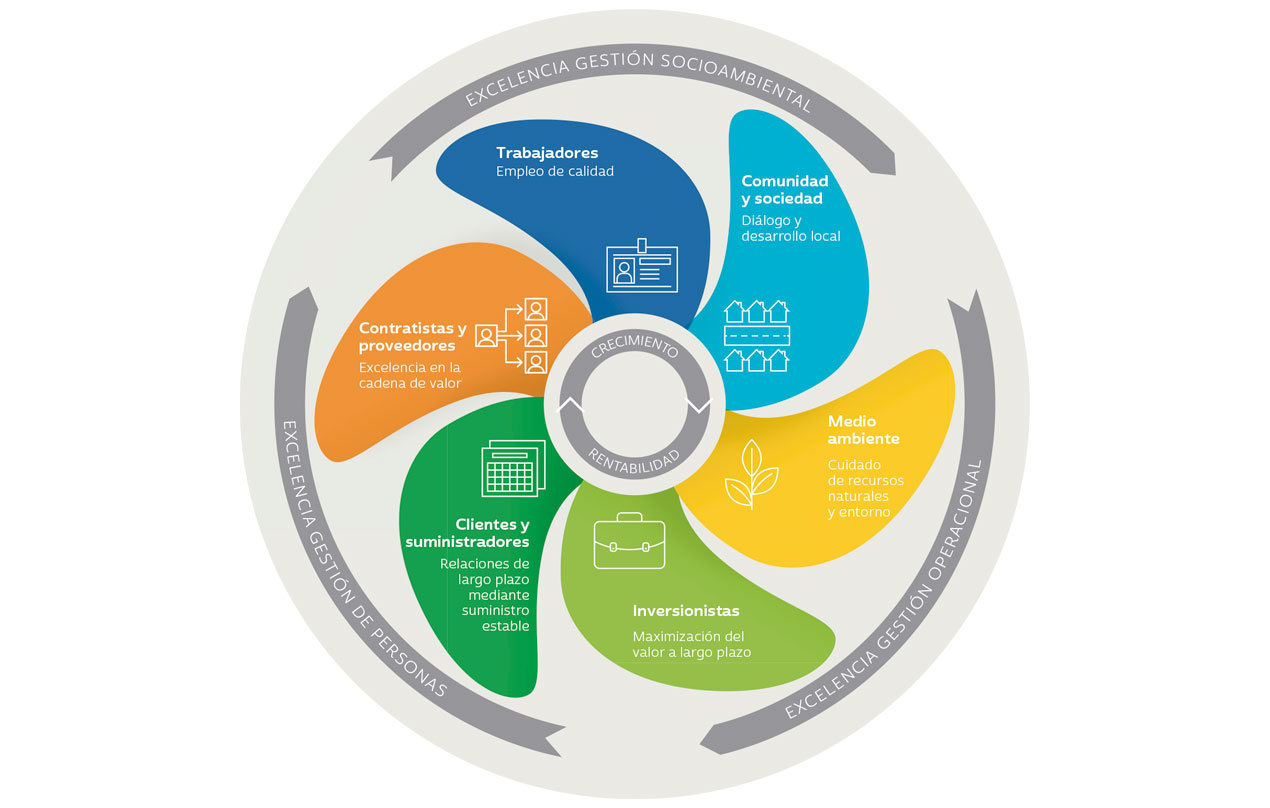 EXCELENCIA GESTIÓN SOCIOAMBIENTAL
Trabajadores
Empleo de calidad
Comunidad
y sociedad
Diálogo y
desarrollo local
Medio
ambiente
Cuidado
de recursos
naturales
y entorno
Inversionistas
Maximización del
valor a largo plazo
Clientes y
suministradores
Relaciones de
largo plazo
mediante
suministro
estable
Contratistas y
proveedores
Excelencia en la
cadena de valor
CRECIMIENTO
RENTABILIDAD
EXCELENCIA GESTIÓN OPERACIONAL
EXCELENCIA GESTIÓN DE PERSONAS